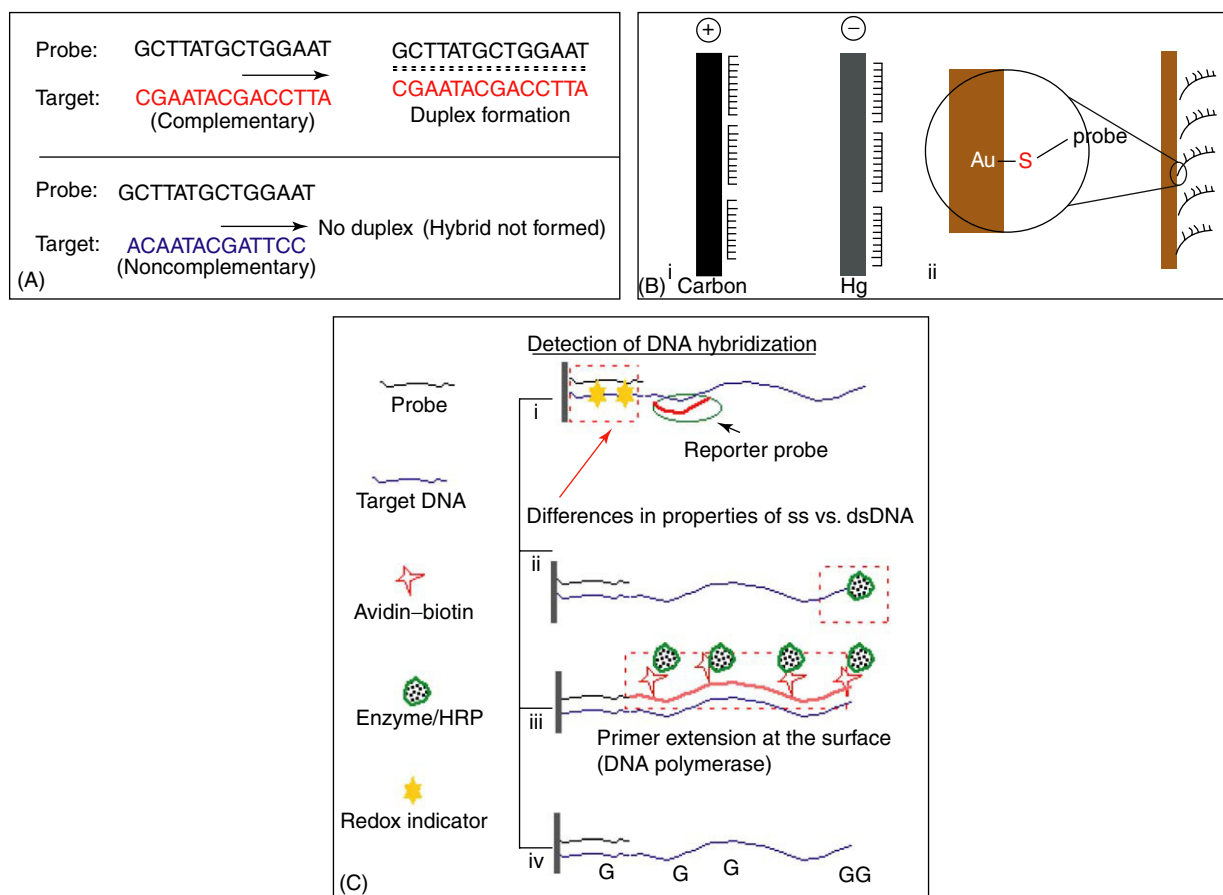 Probe: GCTTATGCTGGAAT GCTTATGCTGGAAT
Target: CGAATACGACCTTA CGAATACGACCTTA
(Complementary) Duplex formation
Probe: GCTTATGCTGGAAT
No duplex (Hybrid not formed)
Target: ACAATACGATTCC
(Noncomplementary)
(A)
+ −
Au S probe
i Carbon Hg ii
(B)
Detection of DNA hybridization
Probe
i
Reporter probe
Target DNA
Differences in properties of ss vs. dsDNA
ii
Avidin–biotin
Enzyme/HRP
iii
Primer extension at the surface
(DNA polymerase)
Redox indicator
iv
G G G GG
(C)